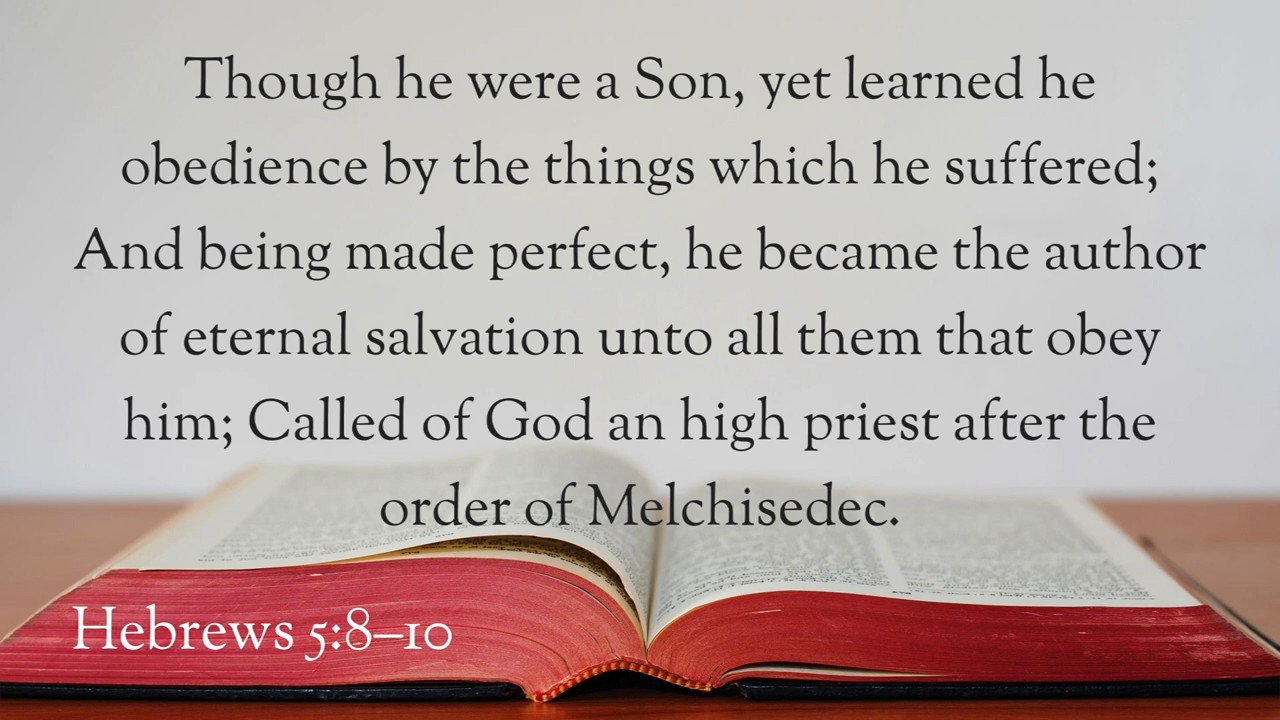 Though he were a Son, yet learned he
obedience by the things which he suffered;
And being made perfect, he became the author
of eternal salvation unto all them that obey
him; Called of God an high priest after the
order of Melchisedec.
Hebrews 5:8–10